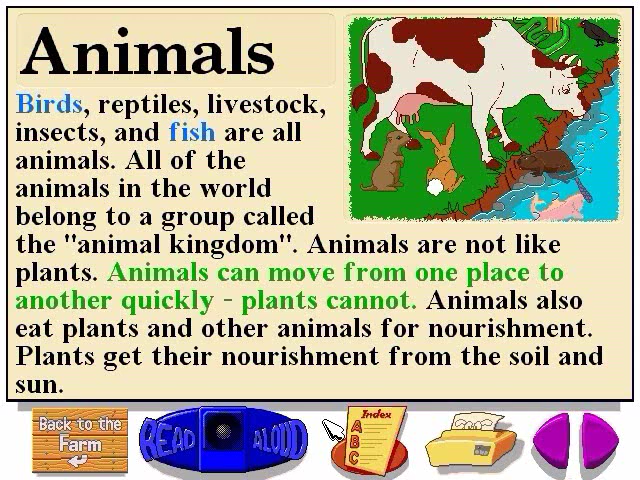 Animals
Birds, reptiles, livestock,
insects, and fish are all
animals. All of the
animals in the world
belong to a group called
the "animal kingdom". Animals are not like
plants. Animals can move from one place to
another quickly - plants cannot. Animals also
eat plants and other animals for nourishment.
Plants get their nourishment from the soil and
sun.
Back to the
Farm
READ ALOUD
Index
A
B
C